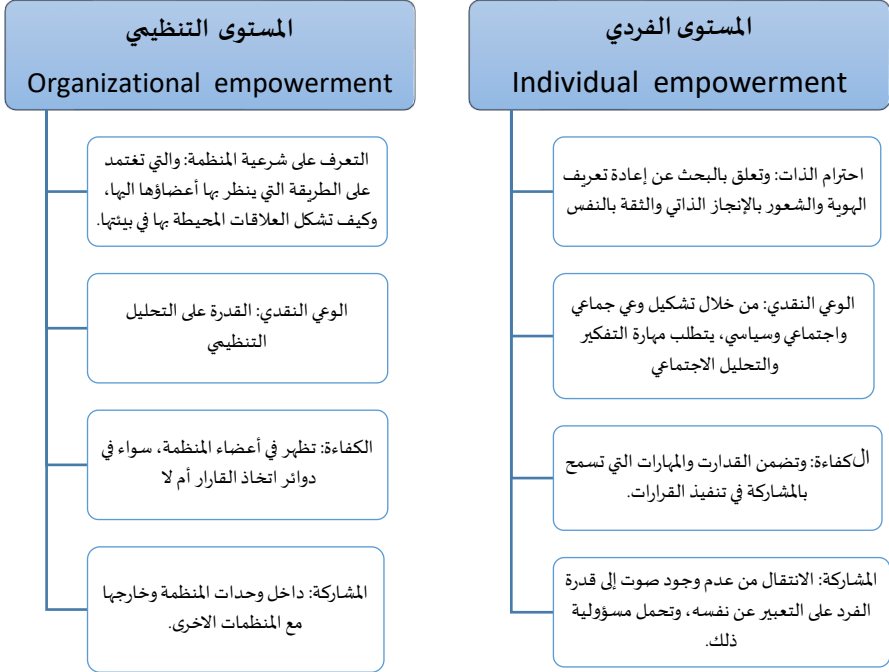 المستوى الفردي
Individual empowerment
احترام الذات: وتعلق بالبحث عن إعادة تعريف
الهوية والشعور بالإنجاز الذاتي والثقة بالنفس
الوعي النقدي: من خلال تشكيل وعي جماعي
واجتماعي وسياسي، يتطلب مهارة التفكير
والتحليل الاجتماعي
الكفاءة: وتضمن القدارت والمهارات التي تسمح
بالمشاركة في تنفيذ القرارات.
المشاركة: الانتقال من عدم وجود صوت إلى قدرة
الفرد على التعبير عن نفسه، وتحمل مسؤولية
ذلك.
المستوى التنظيمي
Organizational empowerment
التعرف على شرعية المنظمة: والتي تغتمد
على الطريقة التي ينظر بها أعضاؤها اليها،
وكيف تشكل العلاقات المحيطة بها في بيئتها.
الوعي النقدي: القدرة على التحليل
التنظيمي
الكفاءة: تظهر في أعضاء المنظمة، سواء في
دوائر اتخاذ القارار أم لا
المشاركة: داخل وحدات المنظمة وخارجها
مع المنظمات الاخرى.